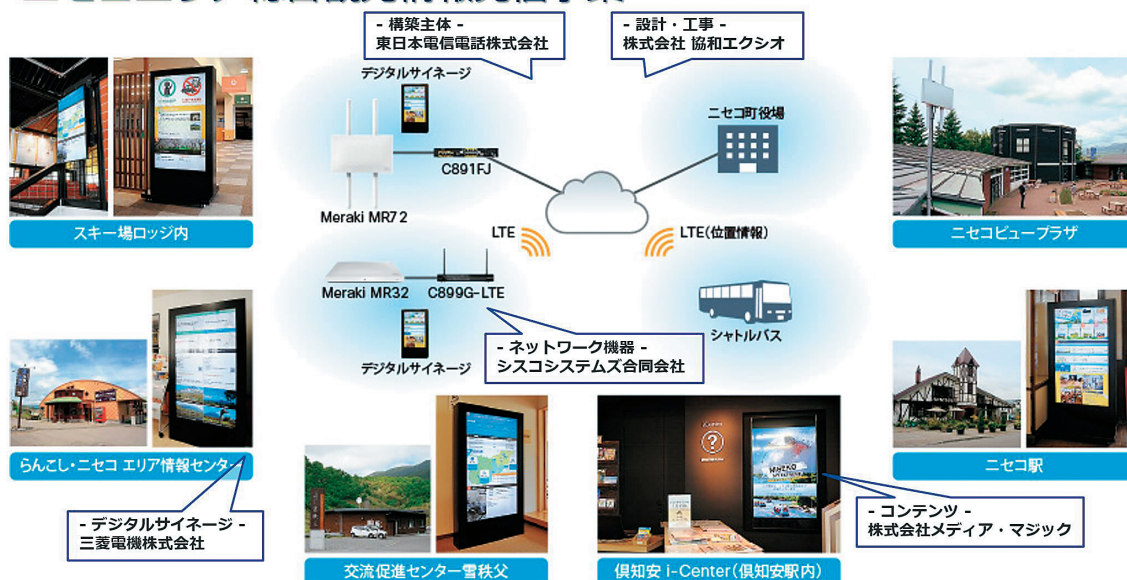 - 構築主体 -
東日本電信電話株式会社
- 設計・工事 -
株式会社 協和エクシオ
デジタルサイネージ
ニセコ町役場
C891FJ
Meraki MR72
スキー場ロッジ内
LTE
LTE(位置情報)
ニセコビュープラザ
Meraki MR32
C899G-LTE
シャトルバス
- ネットワーク機器 -
シスコシステムズ合同会社
デジタルサイネージ
らんこし・ニセコ エリア情報センター
ニセコ駅
- デジタルサイネージ -
三菱電機株式会社
- コンテンツ -
株式会社メディア・マジック
交流促進センター雪秩父
倶知安 i-Center(倶知安駅内)